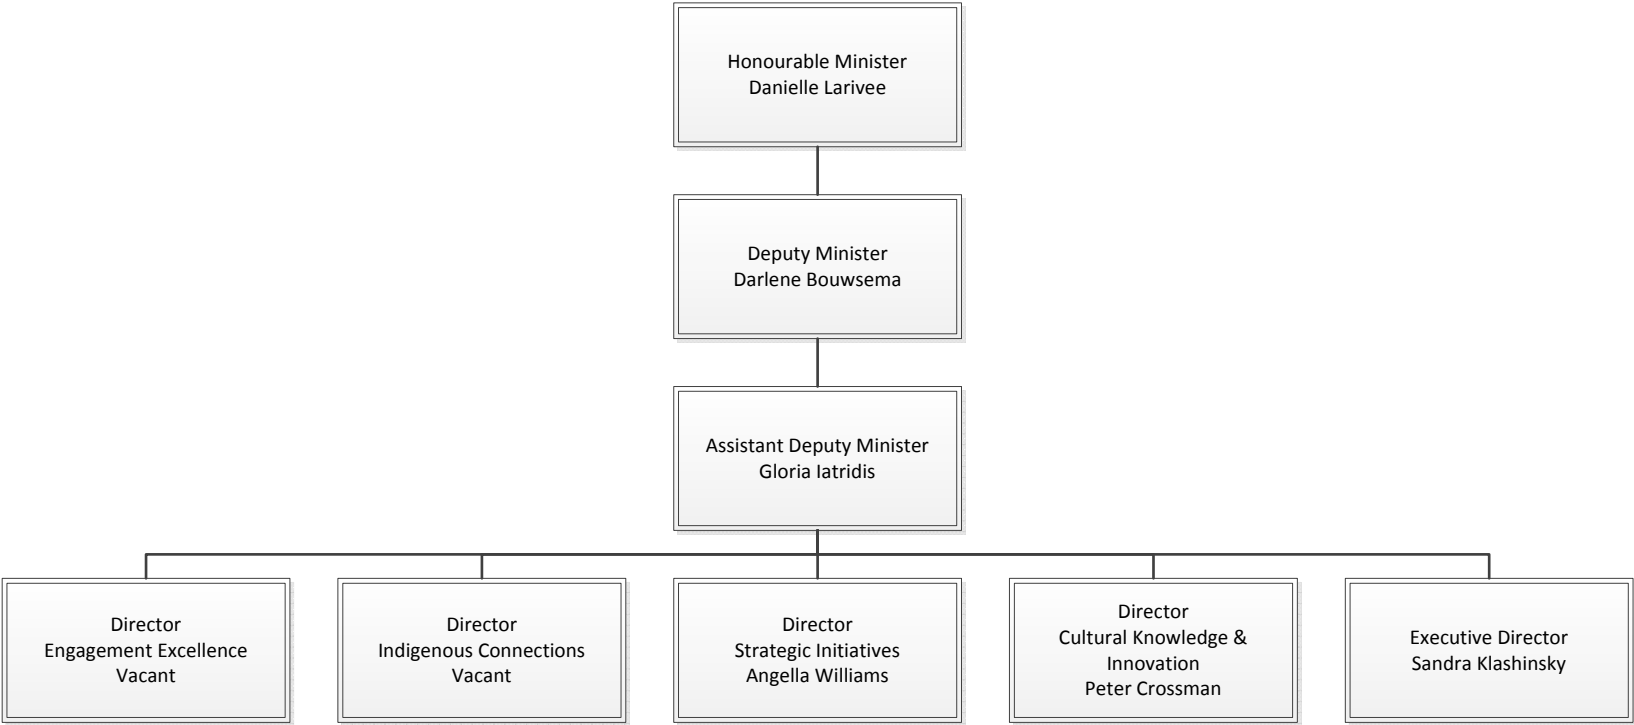 Honourable Minister
Danielle Larivee
Deputy Minister
Darlene Bouwsema
Assistant Deputy Minister
Gloria Iatridis
Director
Engagement Excellence
Vacant
Director
Indigenous Connections
Vacant
Director
Strategic Initiatives
Angella Williams
Director
Cultural Knowledge &
Innovation
Peter Crossman
Executive Director
Sandra Klashinsky